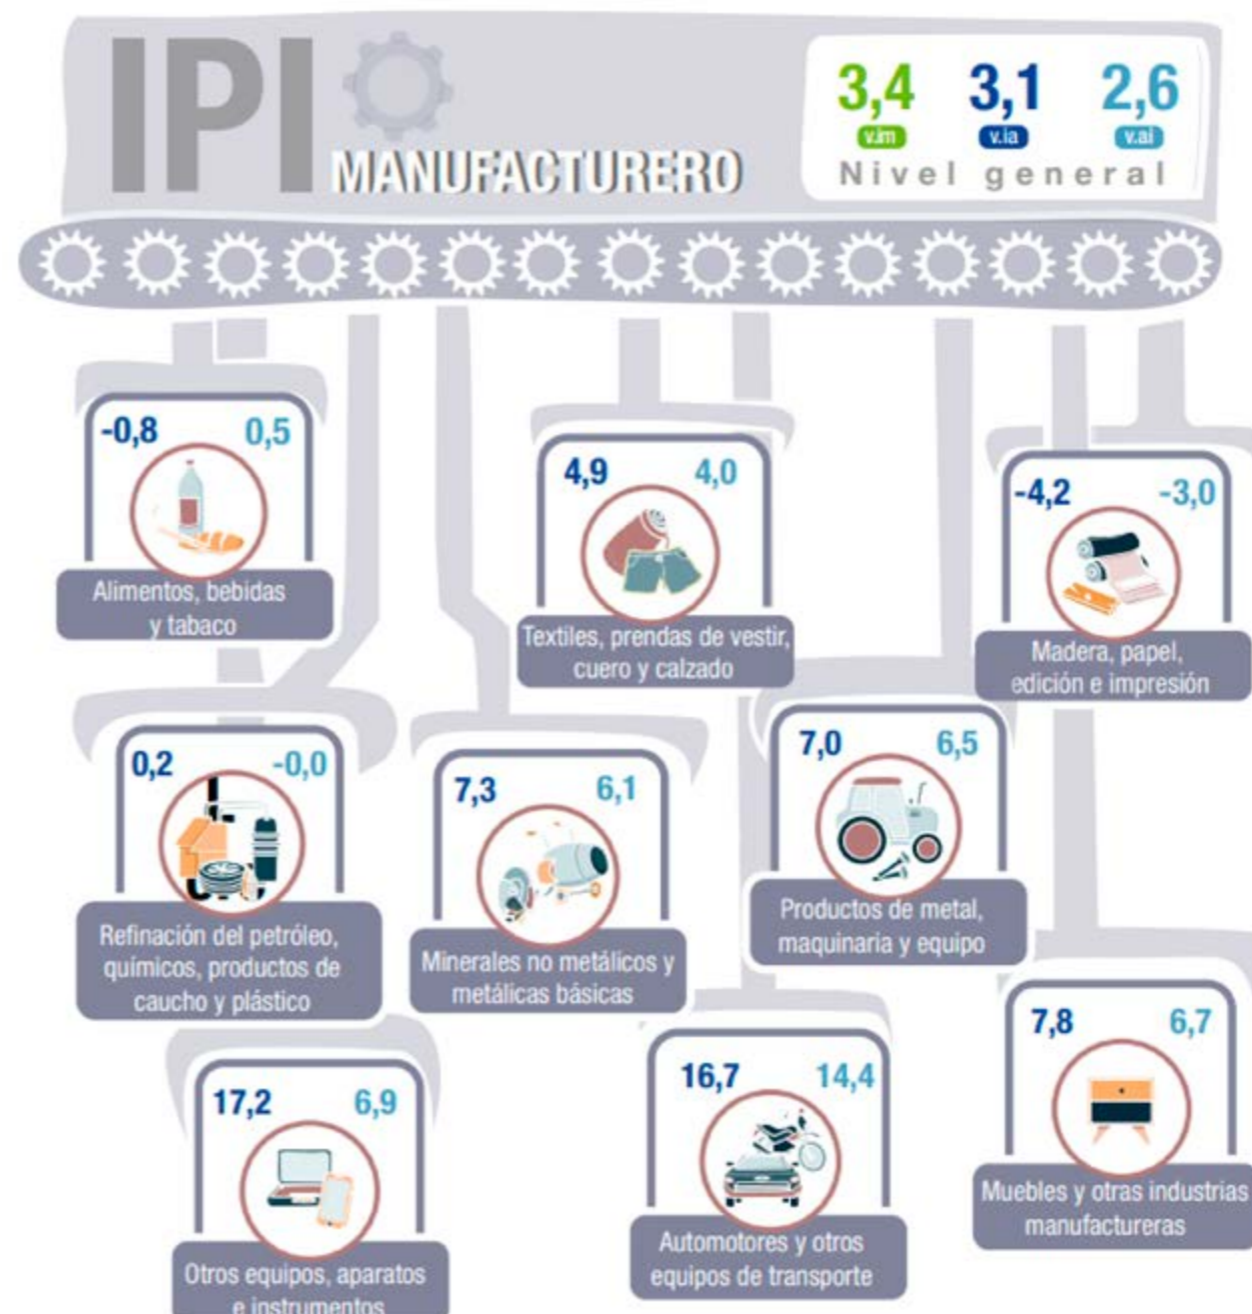 IPI
MANUFACTURERO
3,4 3,1 2,6
v.im v.ia v.ai
Nivel general
-0,8 0,5
Alimentos, bebidas
y tabaco
4,9 4,0
Textiles, prendas de vestir,
cuero y calzado
-4,2 -3,0
Madera, papel,
edición e impresión
0,2 -0,0
Refinación del petróleo,
químicos, productos de
caucho y plástico
7,3 6,1
Minerales no metálicos y
metálicas básicas
7,0 6,5
Productos de metal,
maquinaria y equipo
17,2 6,9
Otros equipos, aparatos
e instrumentos
16,7 14,4
Automotores y otros
equipos de transporte
7,8 6,7
Muebles y otras industrias
manufactureras